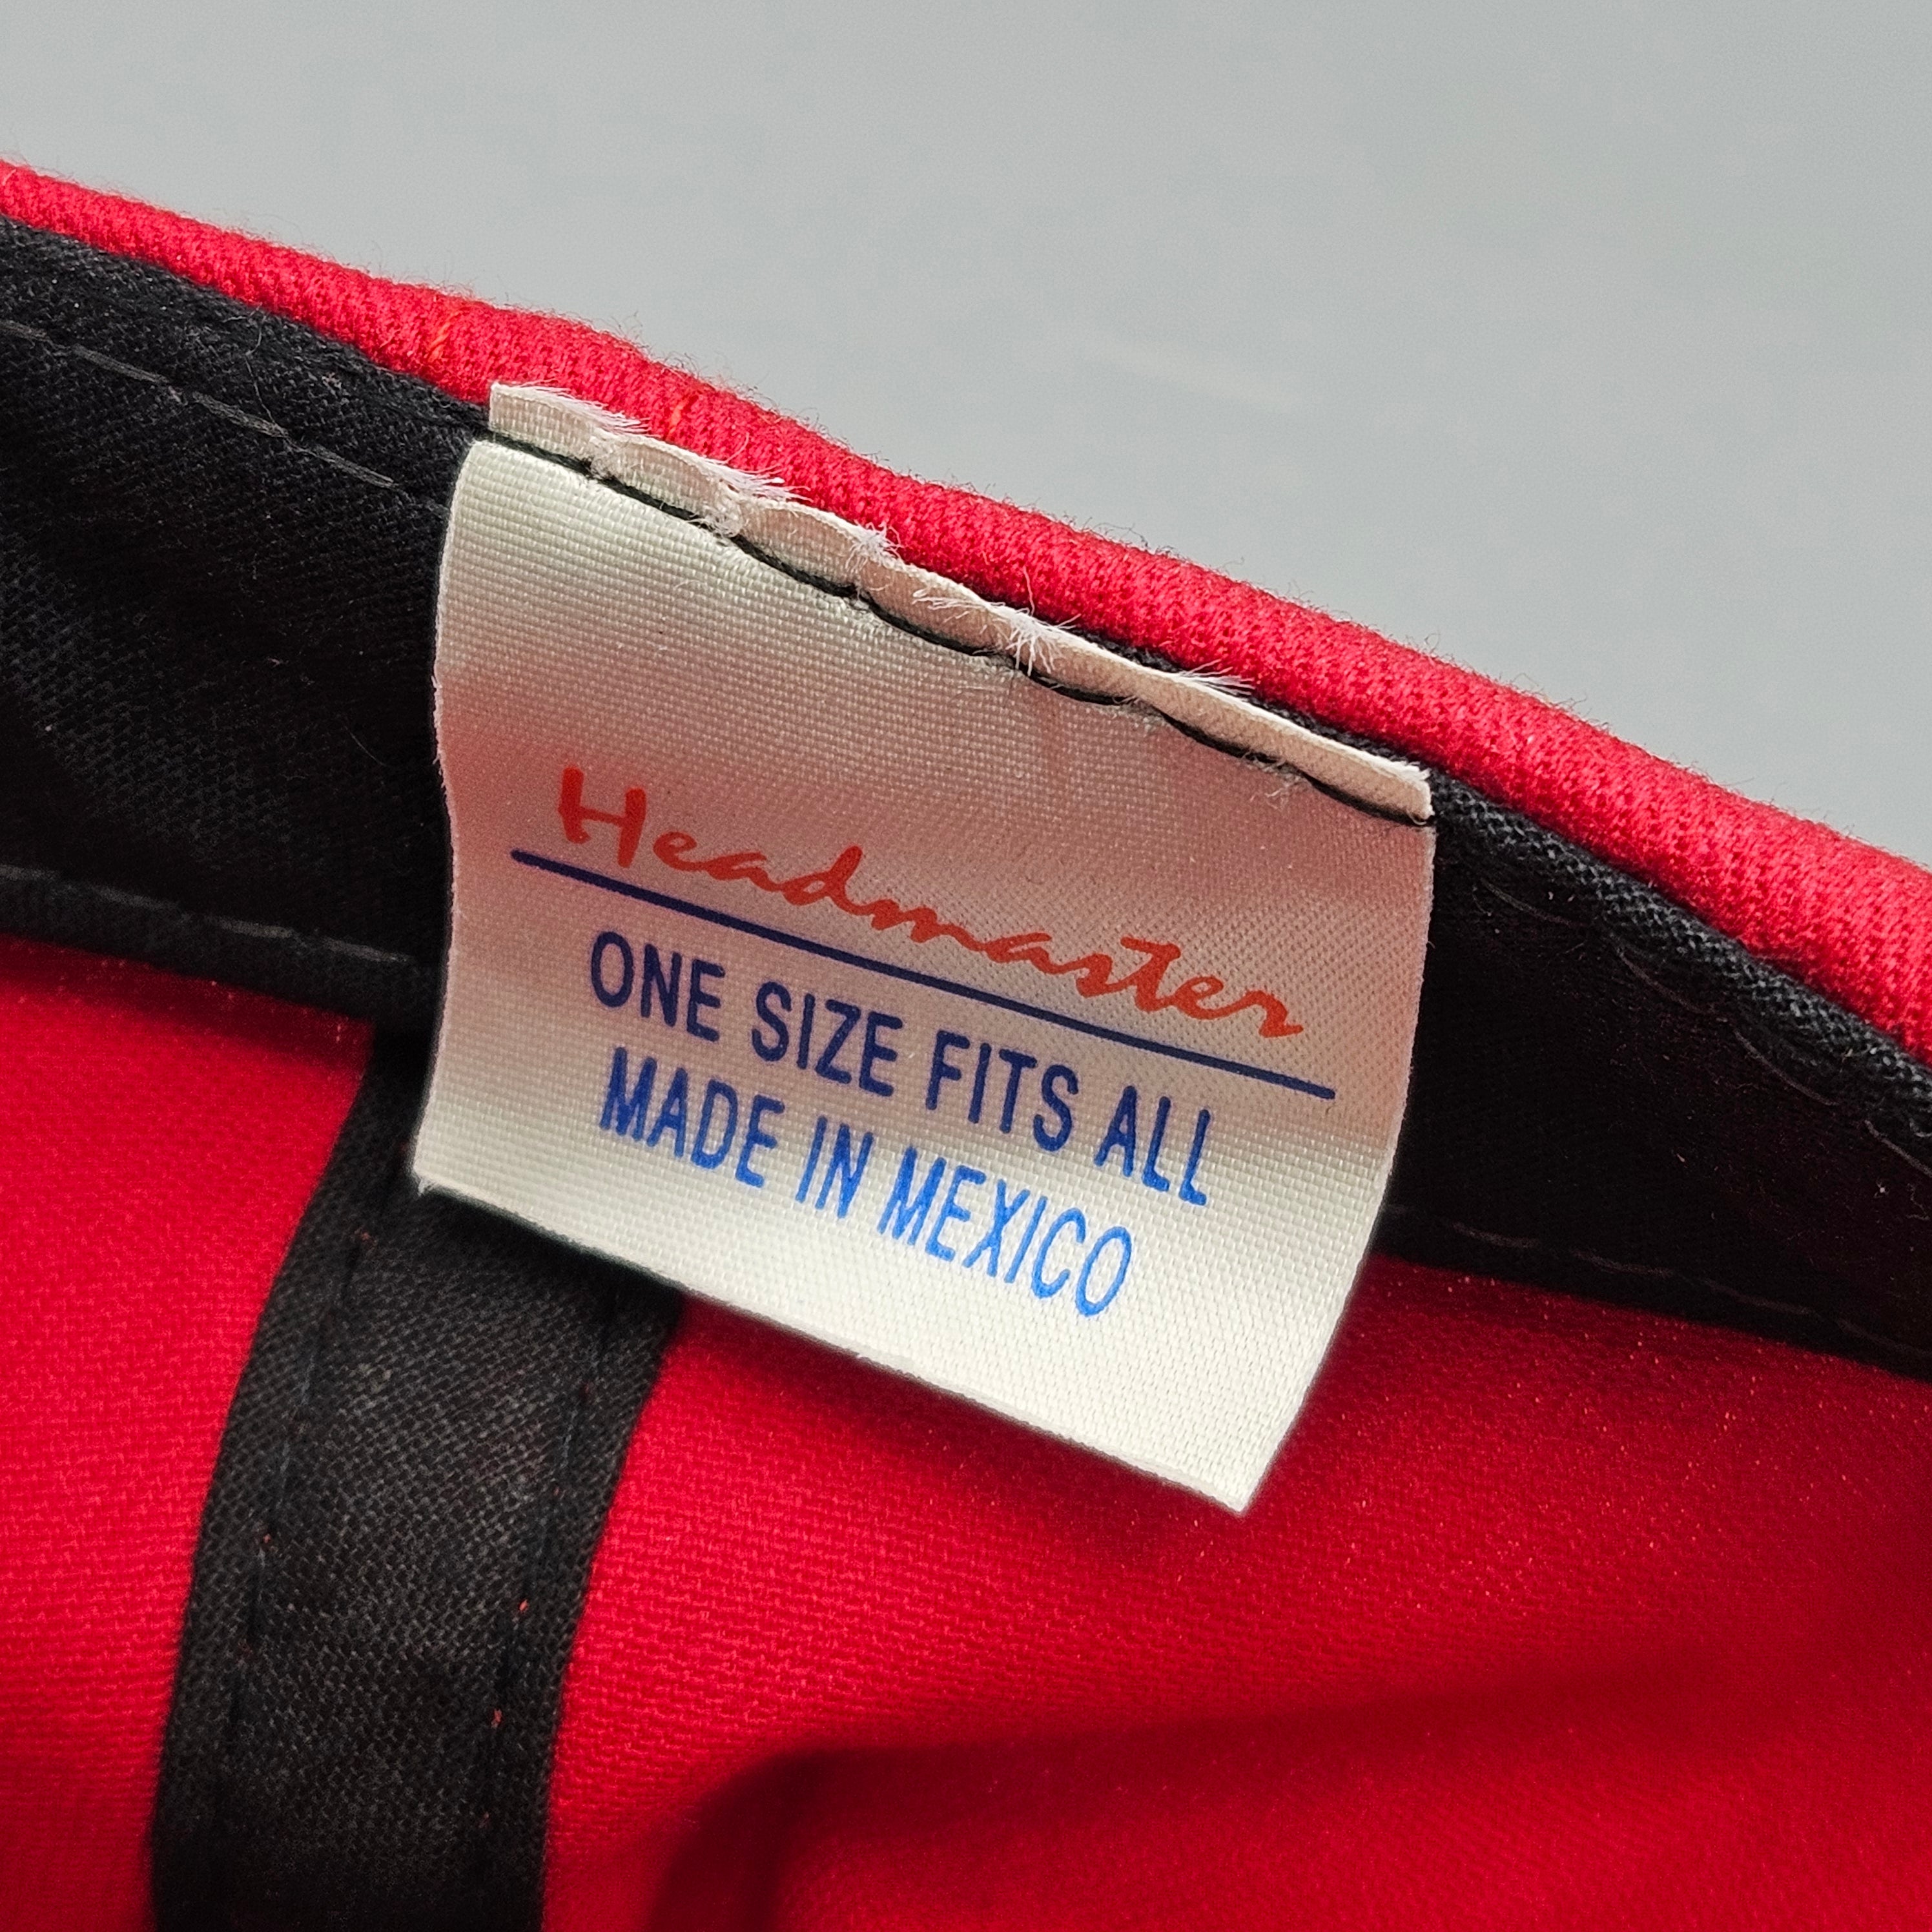 Headmaster
ONE SIZE FITS ALL
MADE IN MEXICO